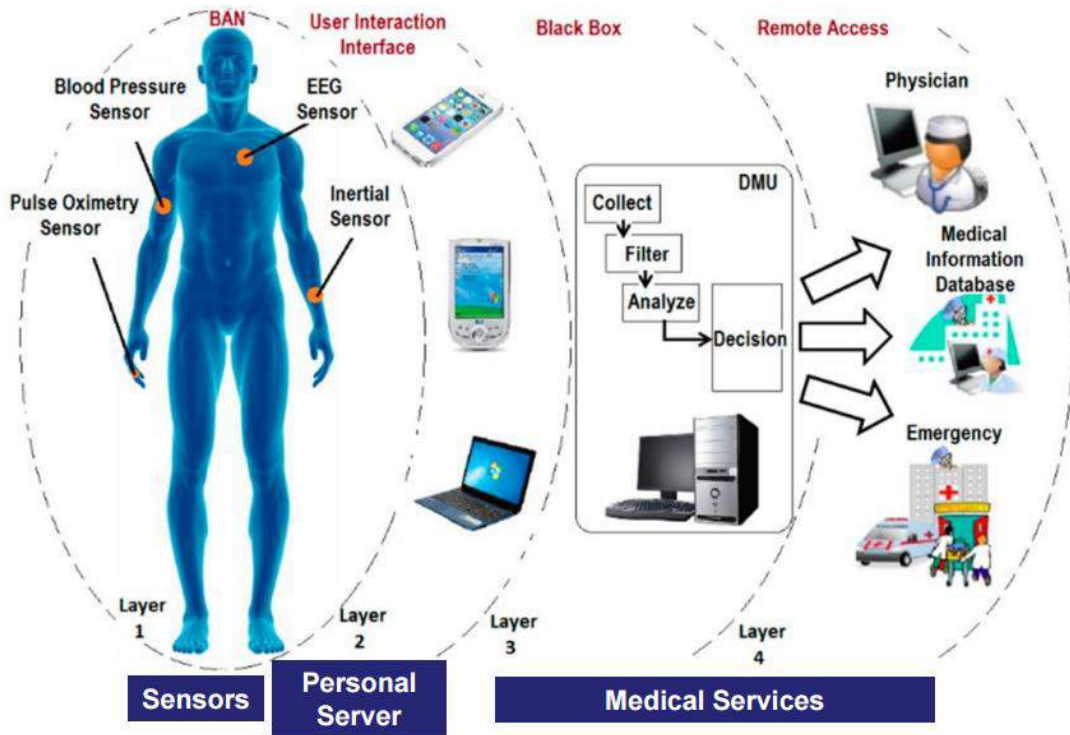 BAN
User Interaction
Interface
Black Box
Remote Access
Blood Pressure
Sensor
EEG
Sensor
Pulse Oximetry
Sensor
Inertial
Sensor
DMU
Collect
Filter
Analyze
Decision
Physician
Medical
Information
Database
Emergency
Layer
1
Layer
2
Layer
3
Layer
4
Sensors
Personal
Server
Medical Services